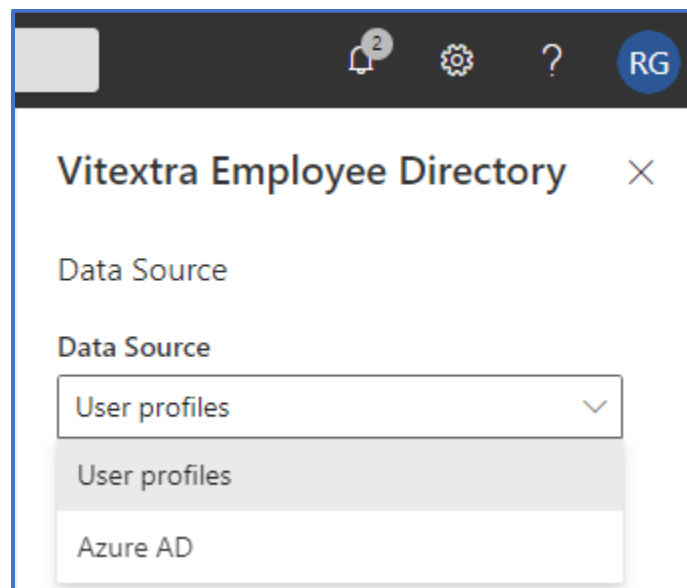 2
?
RG
Vitextra Employee Directory
Data Source
Data Source
User profiles
User profiles
Azure AD